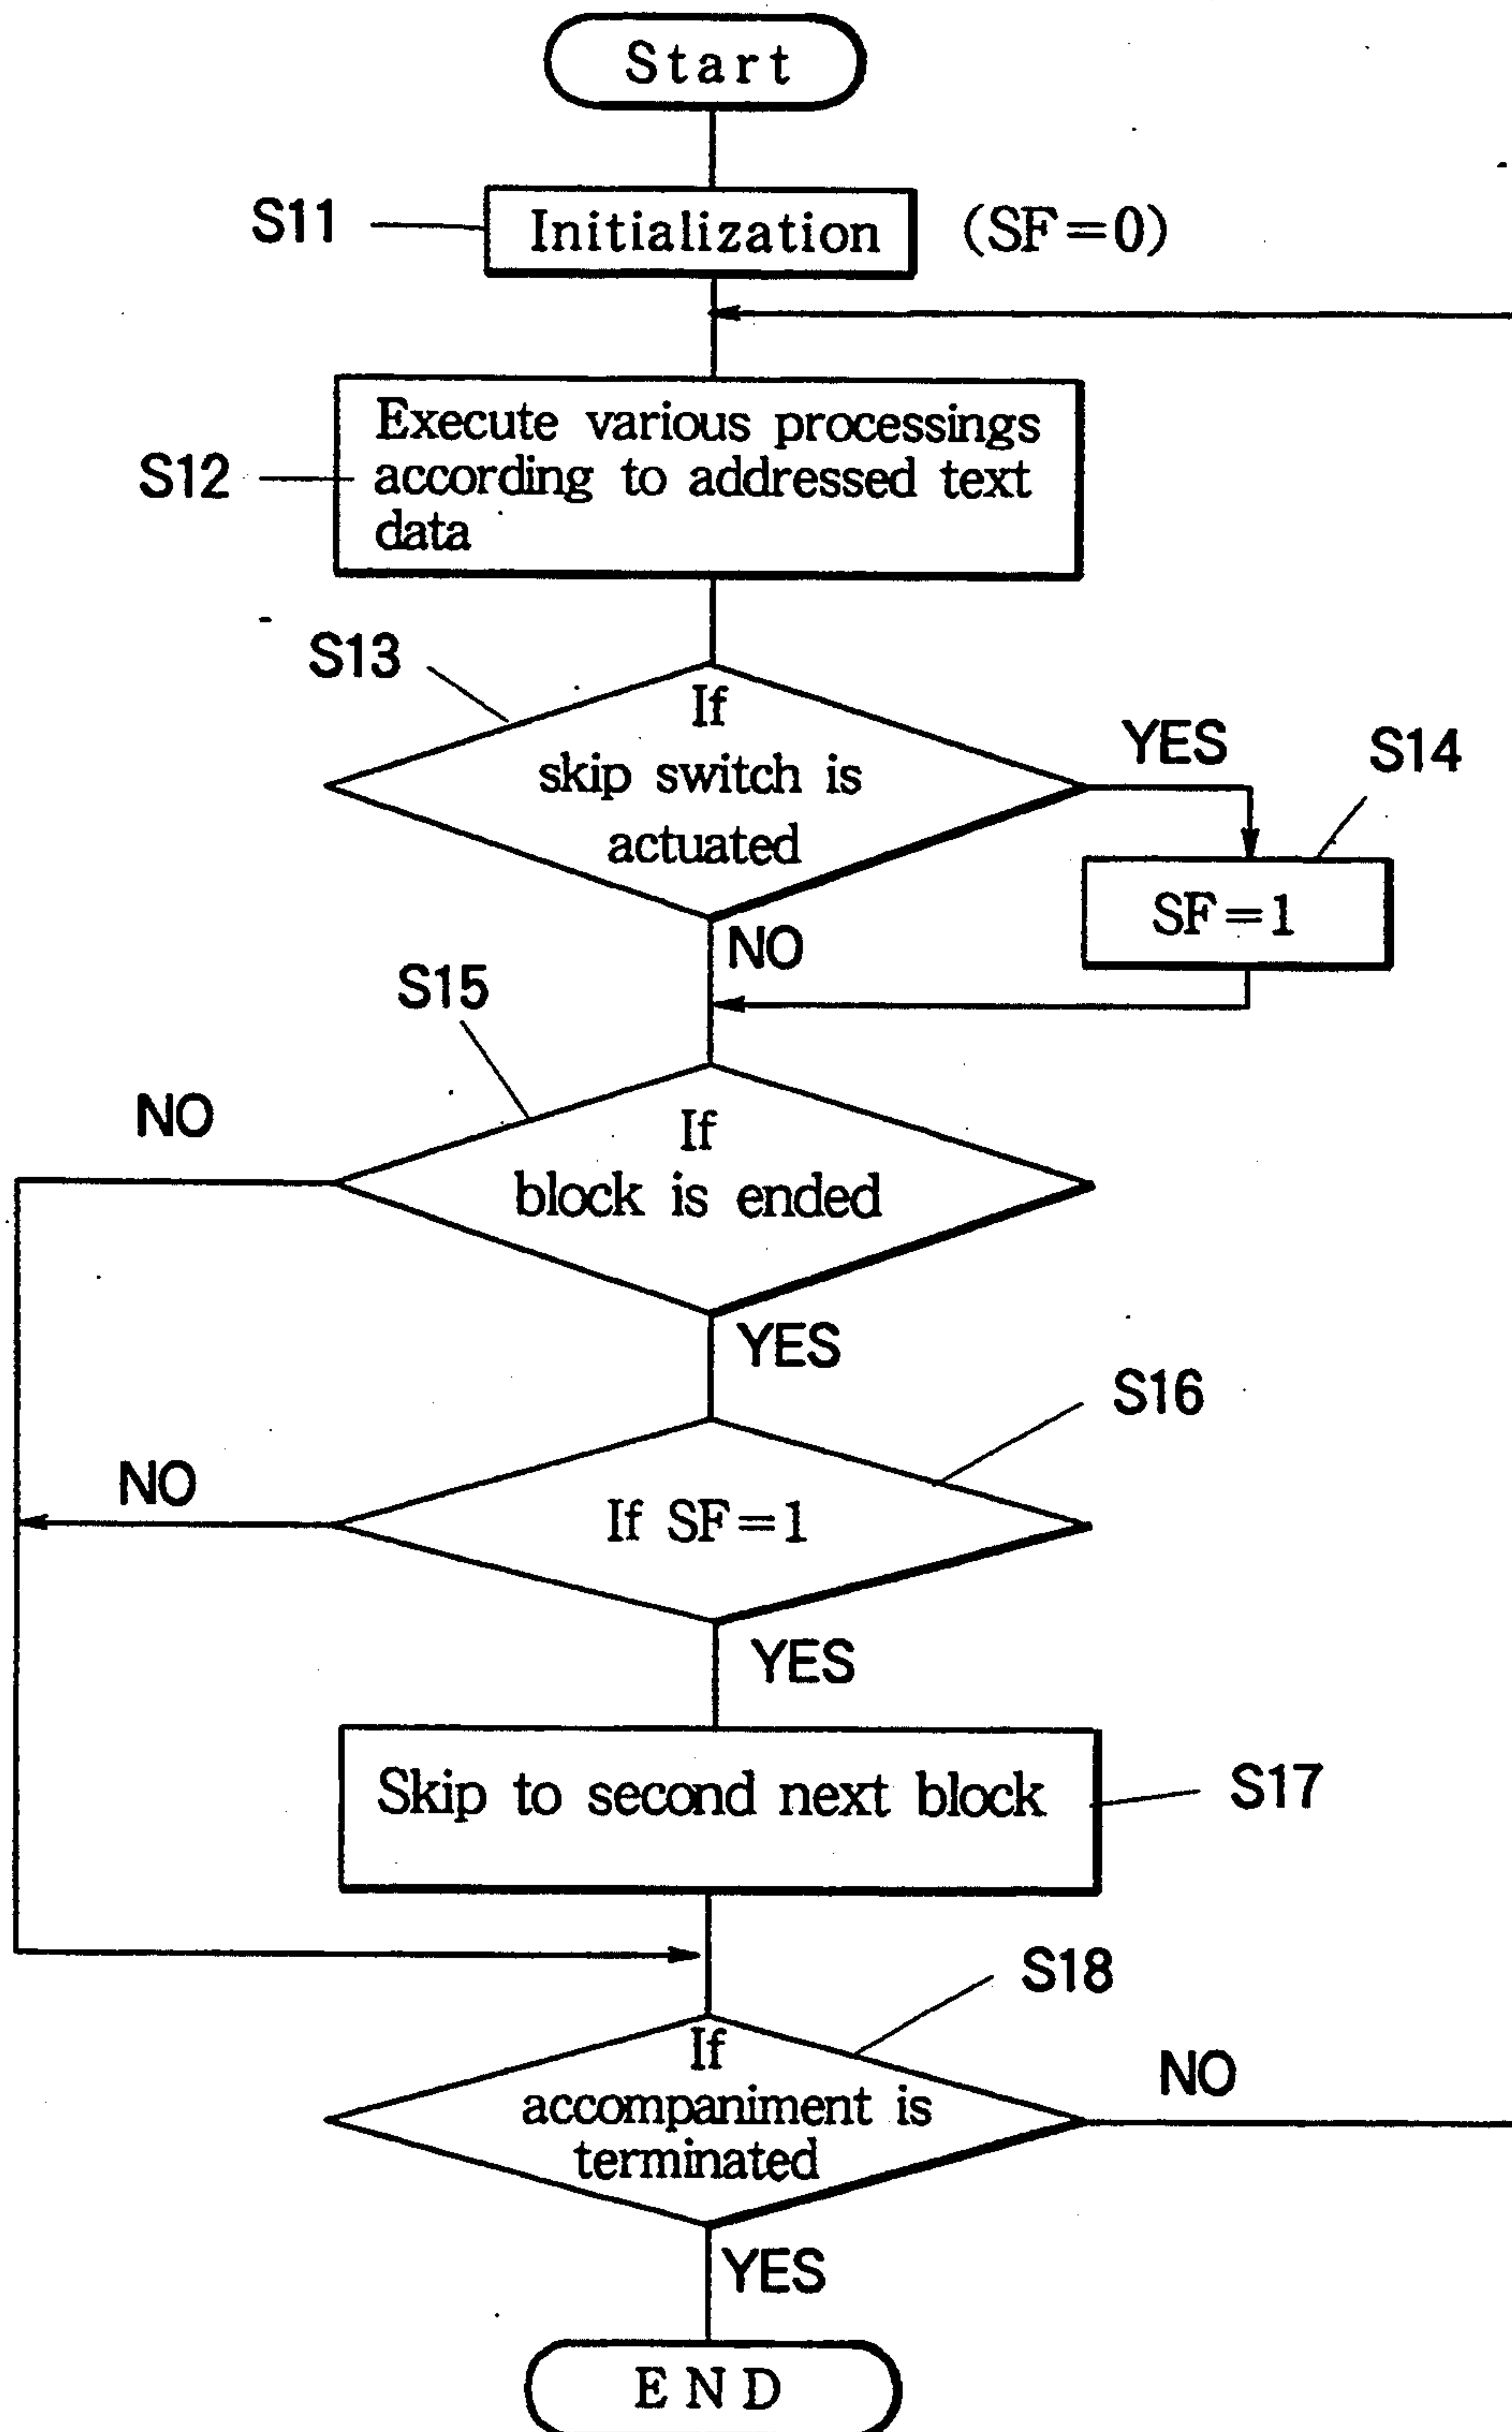 Start
S11
Initialization
(SF=0)
S12
Execute various processings
according to addressed text
data
S13
If
skip switch is
actuated
YES
S14
SF=1
NO
S15
NO
If
block is ended
YES
S16
NO
If SF=1
YES
Skip to second next block
S17
S18
If
accompaniment is
terminated
NO
YES
END